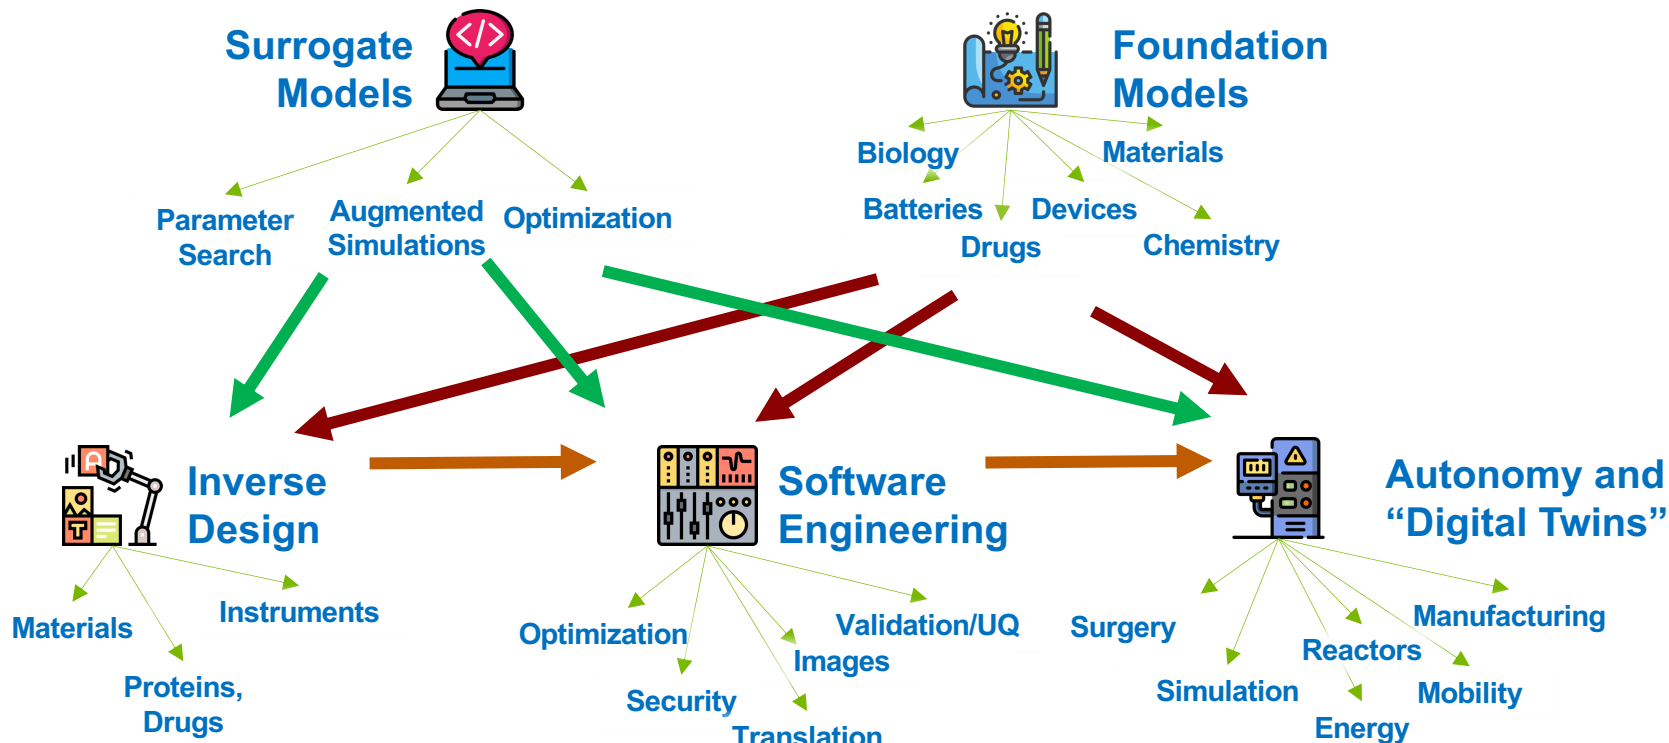 Surrogate
Models
Foundation
Models
Parameter
Search
Augmented
Simulations
Optimization
Biology
Materials
Batteries
Devices
Drugs
Chemistry
Inverse
Design
Software
Engineering
Autonomy and
“Digital Twins”
Materials
Instruments
Proteins,
Drugs
Optimization
Validation/UQ
Images
Security
Translation
Surgery
Manufacturing
Reactors
Simulation
Mobility
Energy